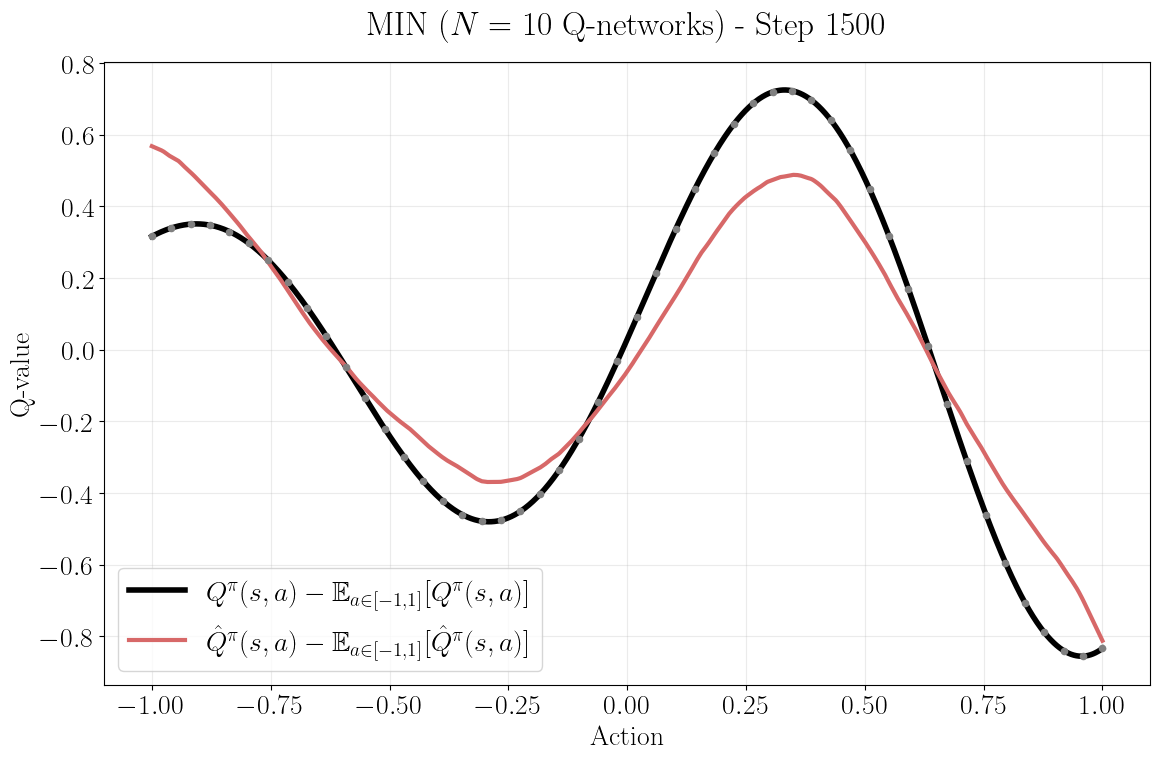 MIN (N = 10 Q-networks) - Step 1500
0.8
0.6
0.4
0.2
0.0
−0.2
−0.4
−0.6
−0.8
Q-value
Q^π(s, a) − 𝔼_{a∈[−1,1]}[Q^π(s, a)]
Q̂^π(s, a) − 𝔼_{a∈[−1,1]}[Q̂^π(s, a)]
−1.00 −0.75 −0.50 −0.25 0.00 0.25 0.50 0.75 1.00
Action